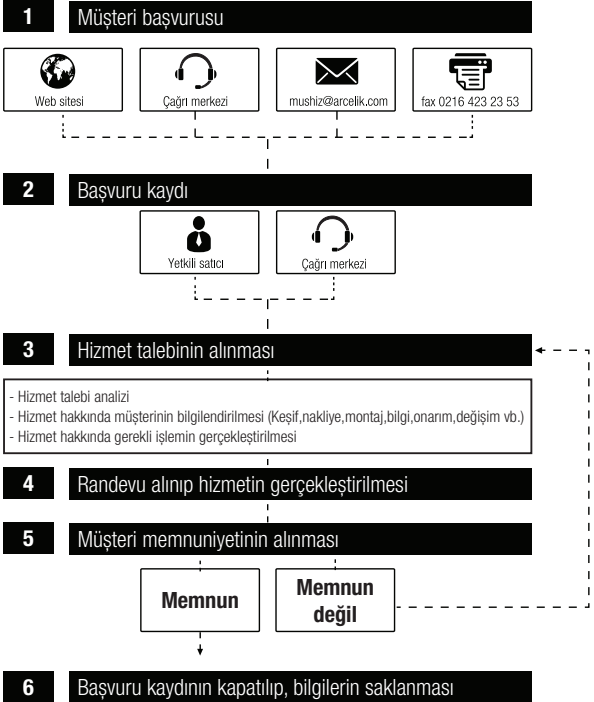 1 Müşteri başvurusu
Web sitesi
Çağrı merkezi
mushiz@arcelik.com
fax 0216 423 23 53
2 Başvuru kaydı
Yetkili satıcı
Çağrı merkezi
3 Hizmet talebinin alınması
- Hizmet talebi analizi
- Hizmet hakkında müşterinin bilgilendirilmesi (Keşif,nakliye,montaj,bilgi,onarım,değişim vb.)
- Hizmet hakkında gerekli işlemin gerçekleştirilmesi
4 Randevu alınıp hizmetin gerçekleştirilmesi
5 Müşteri memnuniyetinin alınması
Memnun
Memnun
değil
6 Başvuru kaydının kapatılıp, bilgilerin saklanması